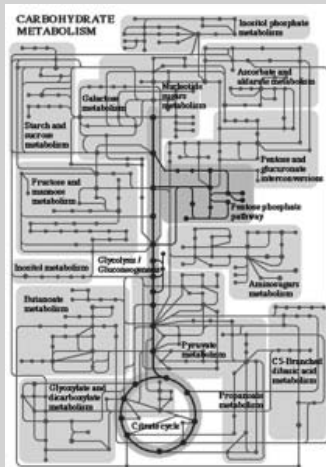 CARBOHYDRATE
METABOLISM
Inositol phosphate
metabolism
Ascorbate and
aldarate metabolism
Nucleotide
sugars
metabolism
Galactose
metabolism
Starch and
sucrose
metabolism
Pentose and
glucuronate
interconversions
Fructose and
mannose
metabolism
Pentose phosphate
pathway
Glycolysis /
Gluconeogenesis
Inositol metabolism
Aminosugars
metabolism
Butanoate
metabolism
Pyruvate
metabolism
C5-Branched
dibasic acid
metabolism
Glyoxylate and
dicarboxylate
metabolism
Propanoate
metabolism
Citrate cycle